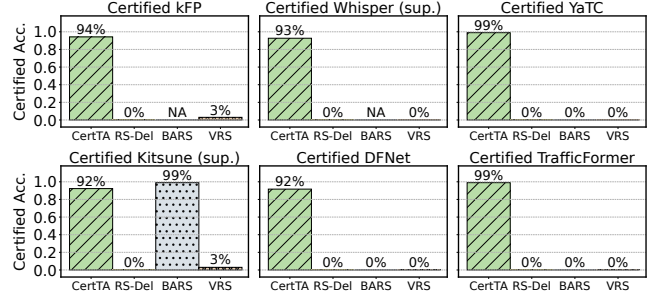 Certified kFP
Certified Acc.
1.0
0.8
0.6
0.4
0.2
0.0
94%
0%
NA
3%
CertTA RS-Del BARS VRS
Certified Whisper (sup.)
93%
0%
NA
0%
CertTA RS-Del BARS VRS
Certified YaTC
99%
0%
0%
0%
CertTA RS-Del BARS VRS
Certified Kitsune (sup.)
Certified Acc.
1.0
0.8
0.6
0.4
0.2
0.0
92%
0%
99%
3%
CertTA RS-Del BARS VRS
Certified DFNet
92%
0%
0%
0%
CertTA RS-Del BARS VRS
Certified TrafficFormer
99%
0%
0%
0%
CertTA RS-Del BARS VRS